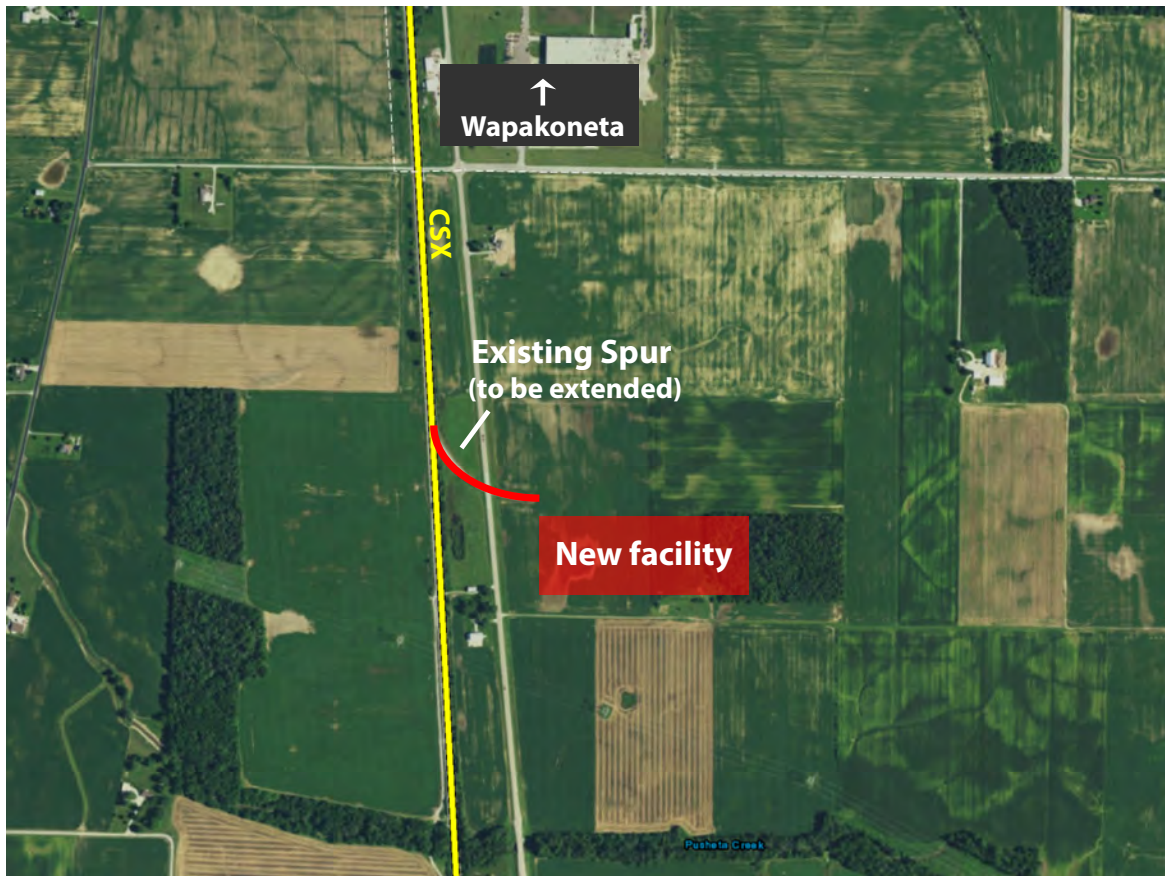 ↑
Wapakoneta
CSX
Existing Spur
(to be extended)
New facility
Pusheta Creek